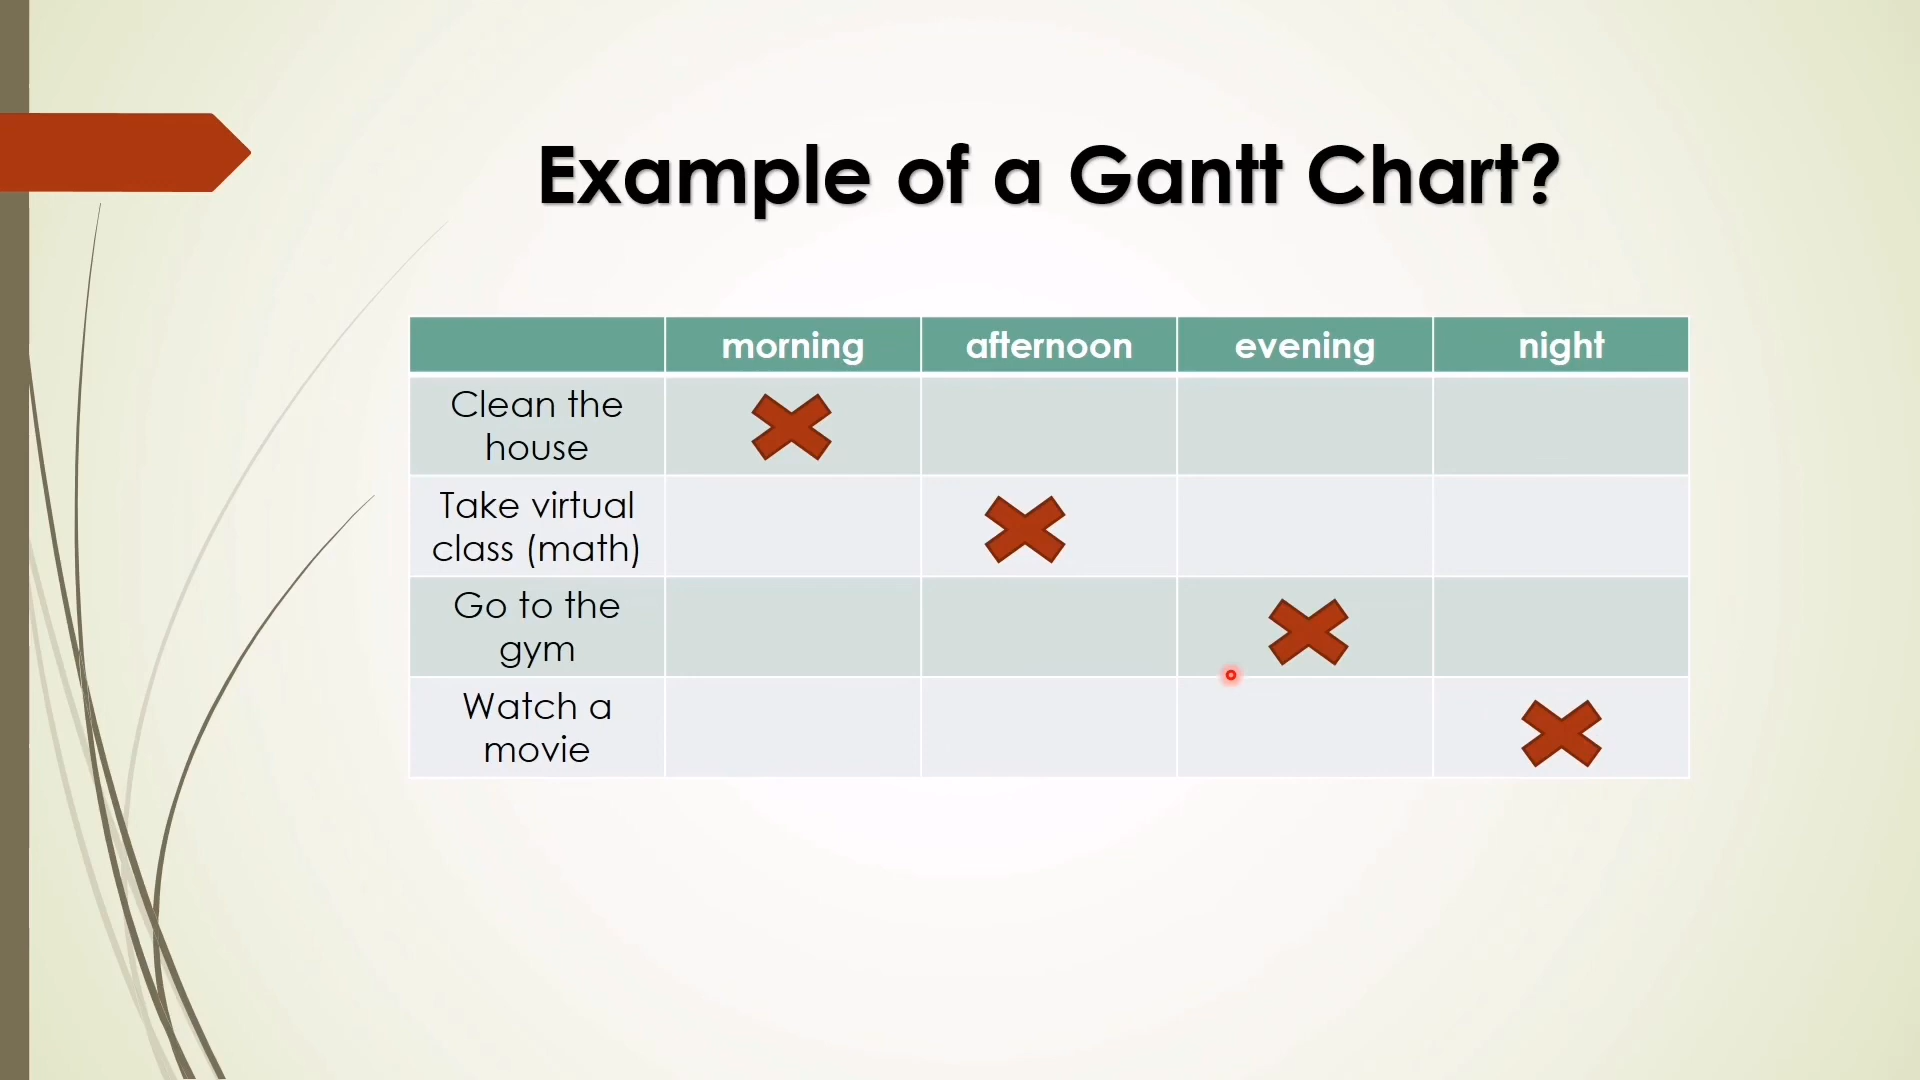 Example of a Gantt Chart?
morning afternoon evening night
Clean the
house
Take virtual
class (math)
Go to the
gym
Watch a
movie